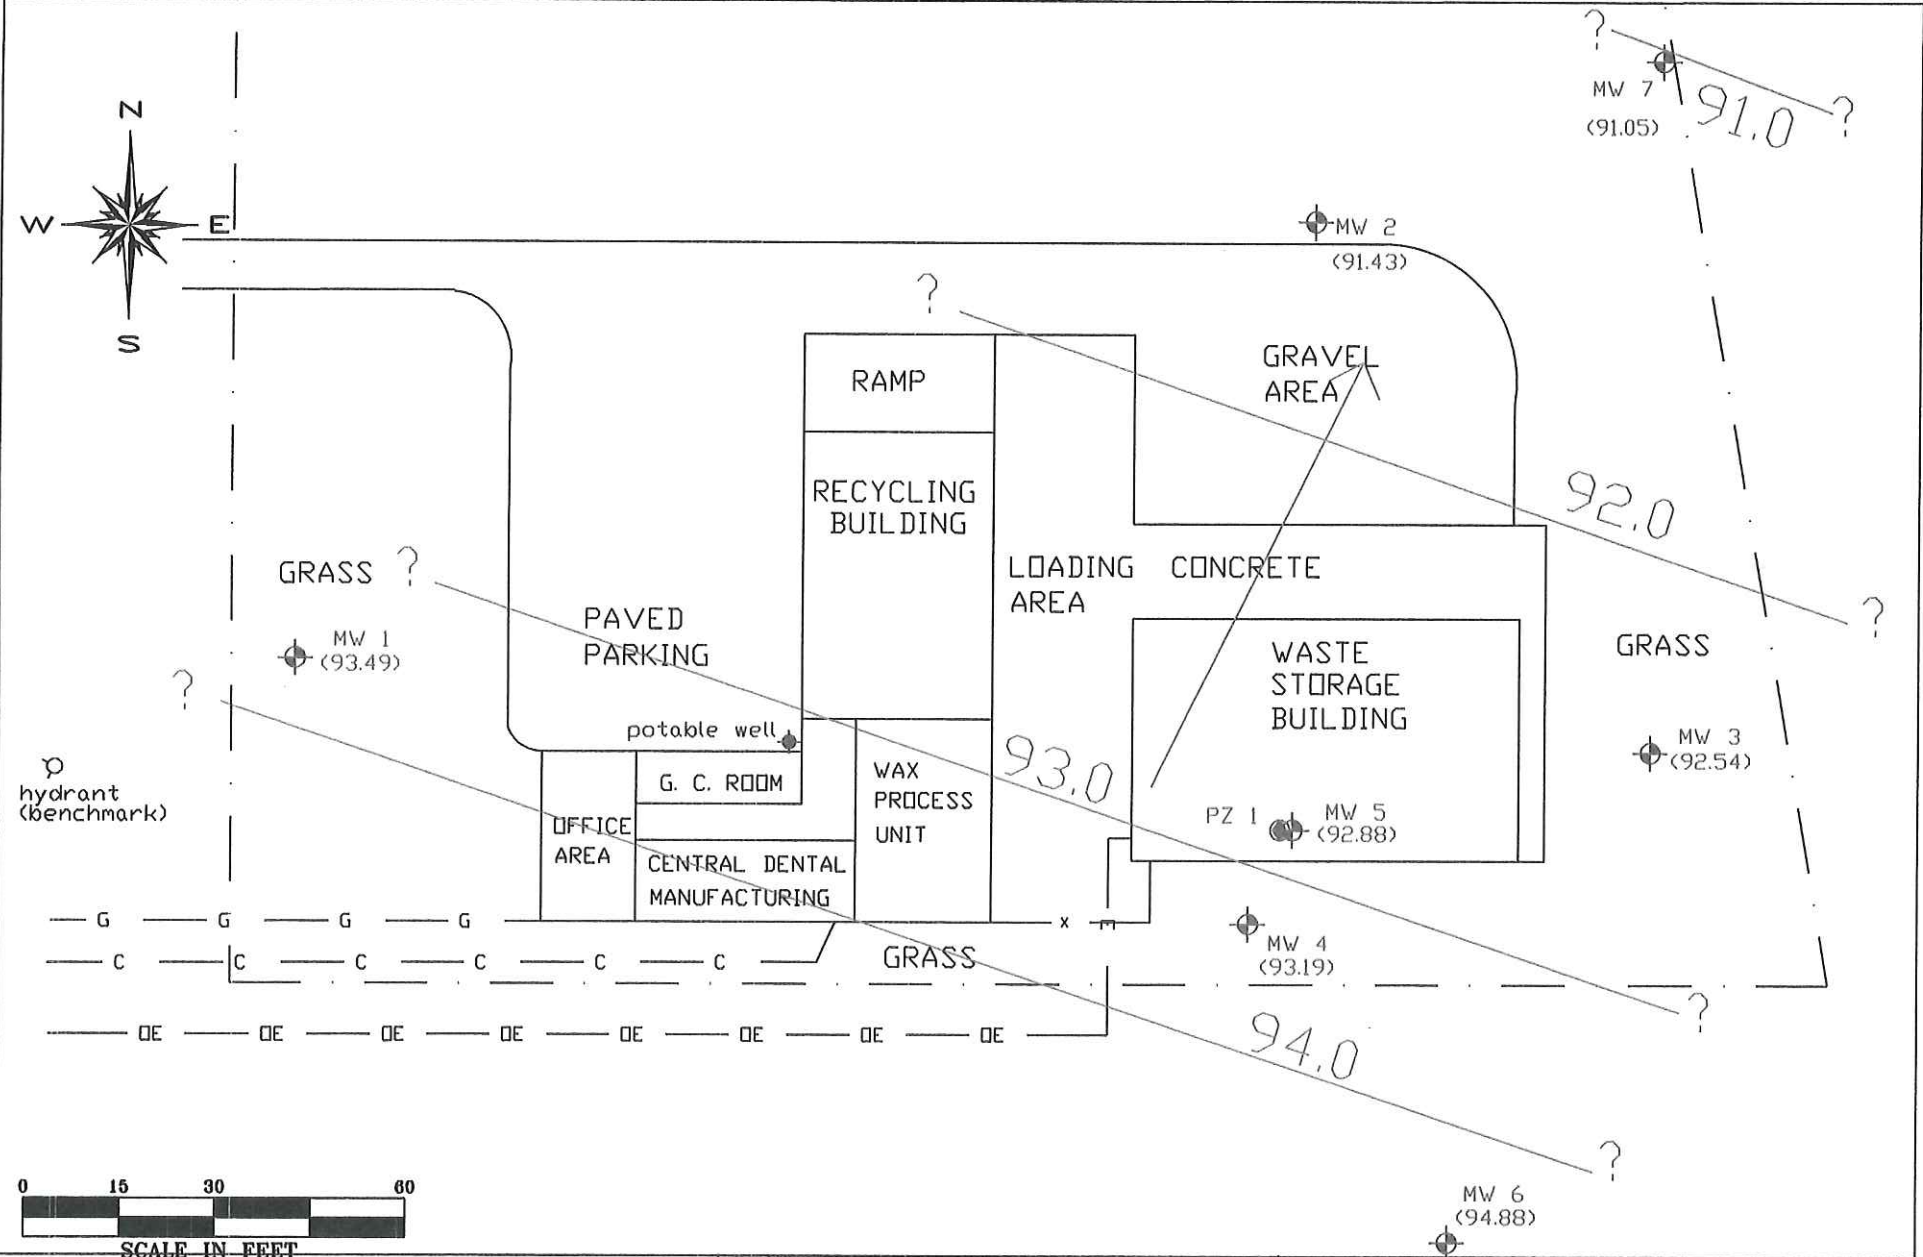 ?
MW 7
(91.05)
91.0
?
N
W
E
S
MW 2
(91.43)
?
RAMP
GRAVEL
AREA
RECYCLING
BUILDING
92.0
?
GRASS
?
LOADING CONCRETE
AREA
PAVED
PARKING
MW 1
(93.49)
?
WASTE
STORAGE
BUILDING
GRASS
potable well
MW 3
(92.54)
hydrant
(benchmark)
G. C. ROOM
WAX
PROCESS
UNIT
93.0
PZ 1
MW 5
(92.88)
OFFICE
AREA
CENTRAL DENTAL
MANUFACTURING
G G G G
X
E
MW 4
(93.19)
C C C C C C
GRASS
?
OE OE OE OE OE OE OE OE
94.0
?
MW 6
(94.88)
0 15 30 60
SCALE IN FEET